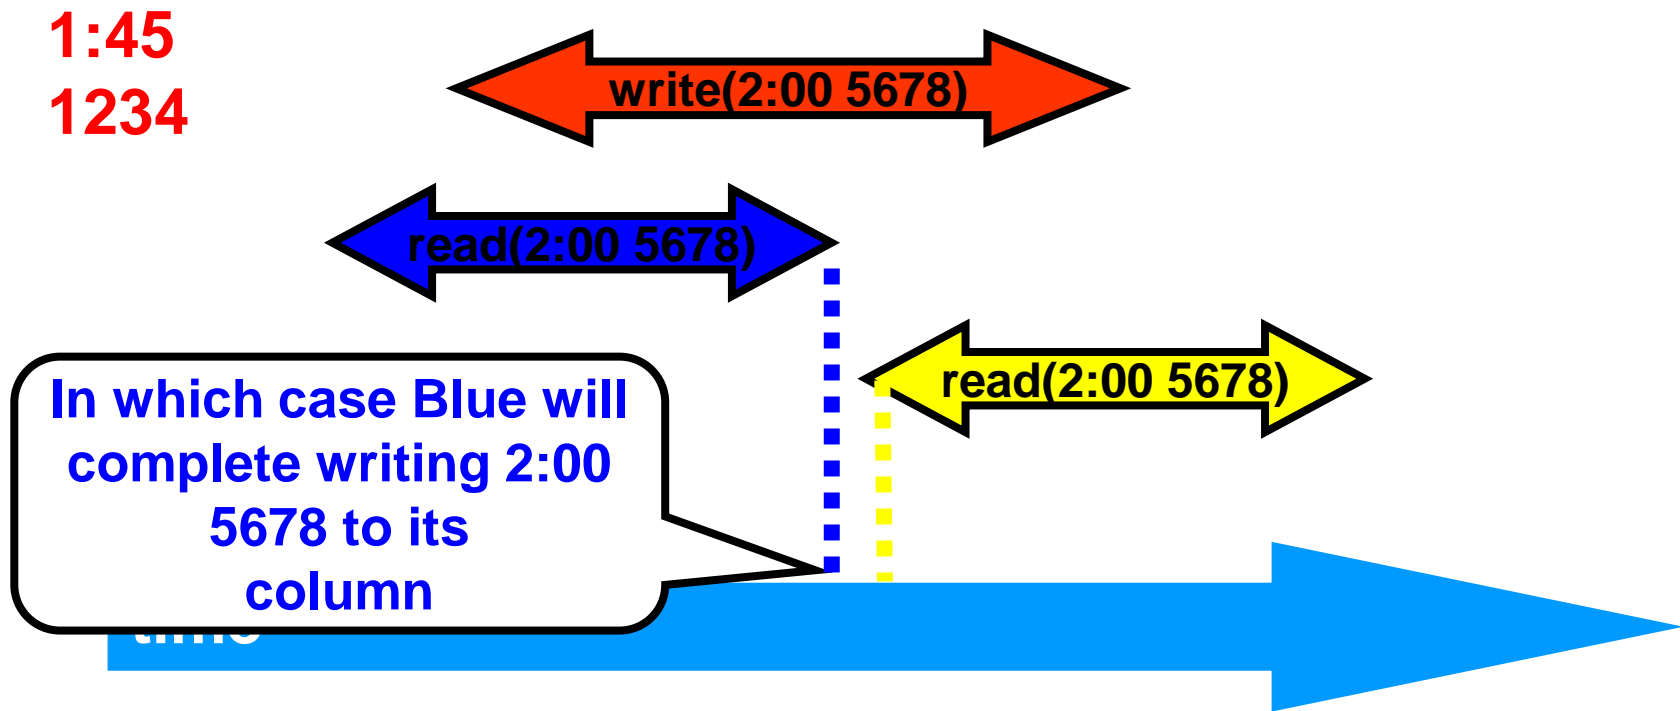 1:45
1234
write(2:00 5678)
read(2:00 5678)
read(2:00 5678)
In which case Blue will
complete writing 2:00
5678 to its
column
time